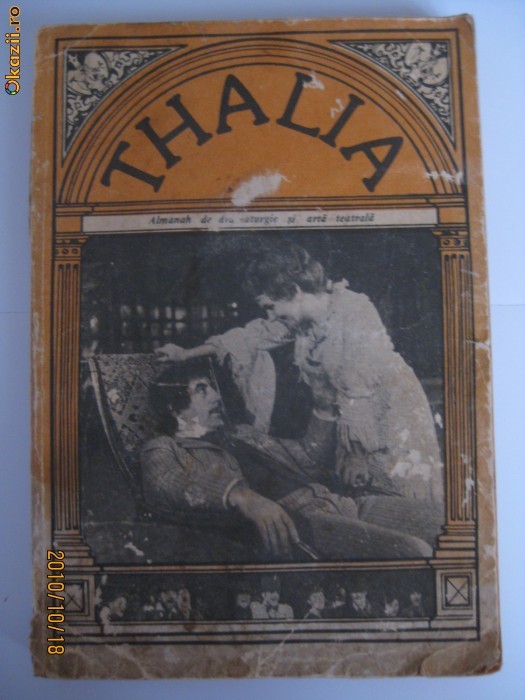 Okazii.ro
THALIA
Almanah de dramaturgie și artă teatrală
2010/10/18